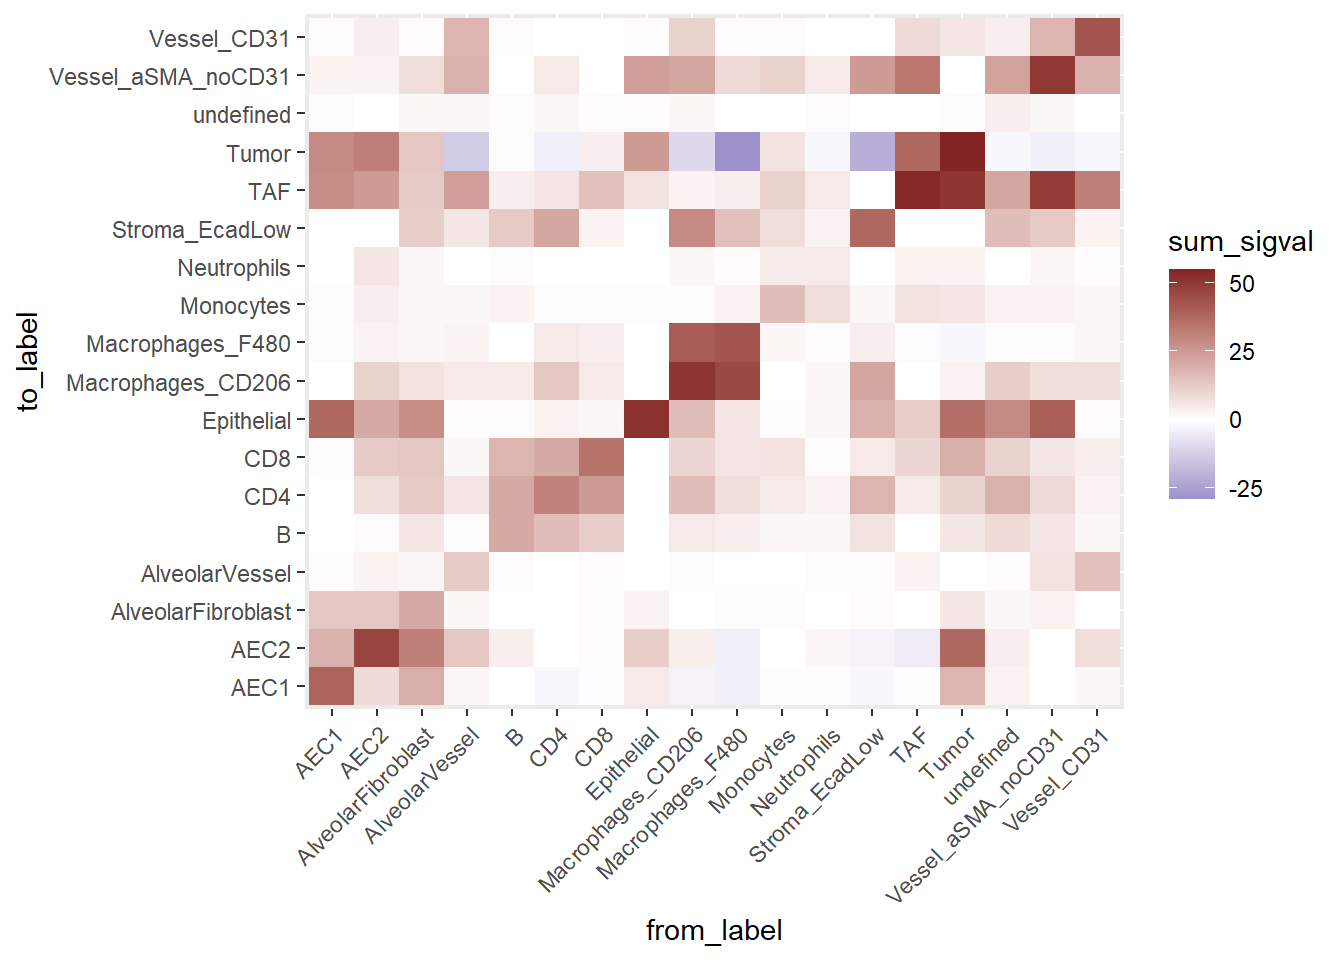 Vessel_CD31
Vessel_aSMA_noCD31
undefined
Tumor
TAF
Stroma_EcadLow
Neutrophils
Monocytes
Macrophages_F480
Macrophages_CD206
Epithelial
CD8
CD4
B
AlveolarVessel
AlveolarFibroblast
AEC2
AEC1
to_label
AEC1
AEC2
AlveolarFibroblast
AlveolarVessel
B
CD4
CD8
Epithelial
Macrophages_CD206
Macrophages_F480
Monocytes
Neutrophils
Stroma_EcadLow
TAF
Tumor
undefined
Vessel_aSMA_noCD31
Vessel_CD31
from_label
sum_sigval
50
25
0
-25